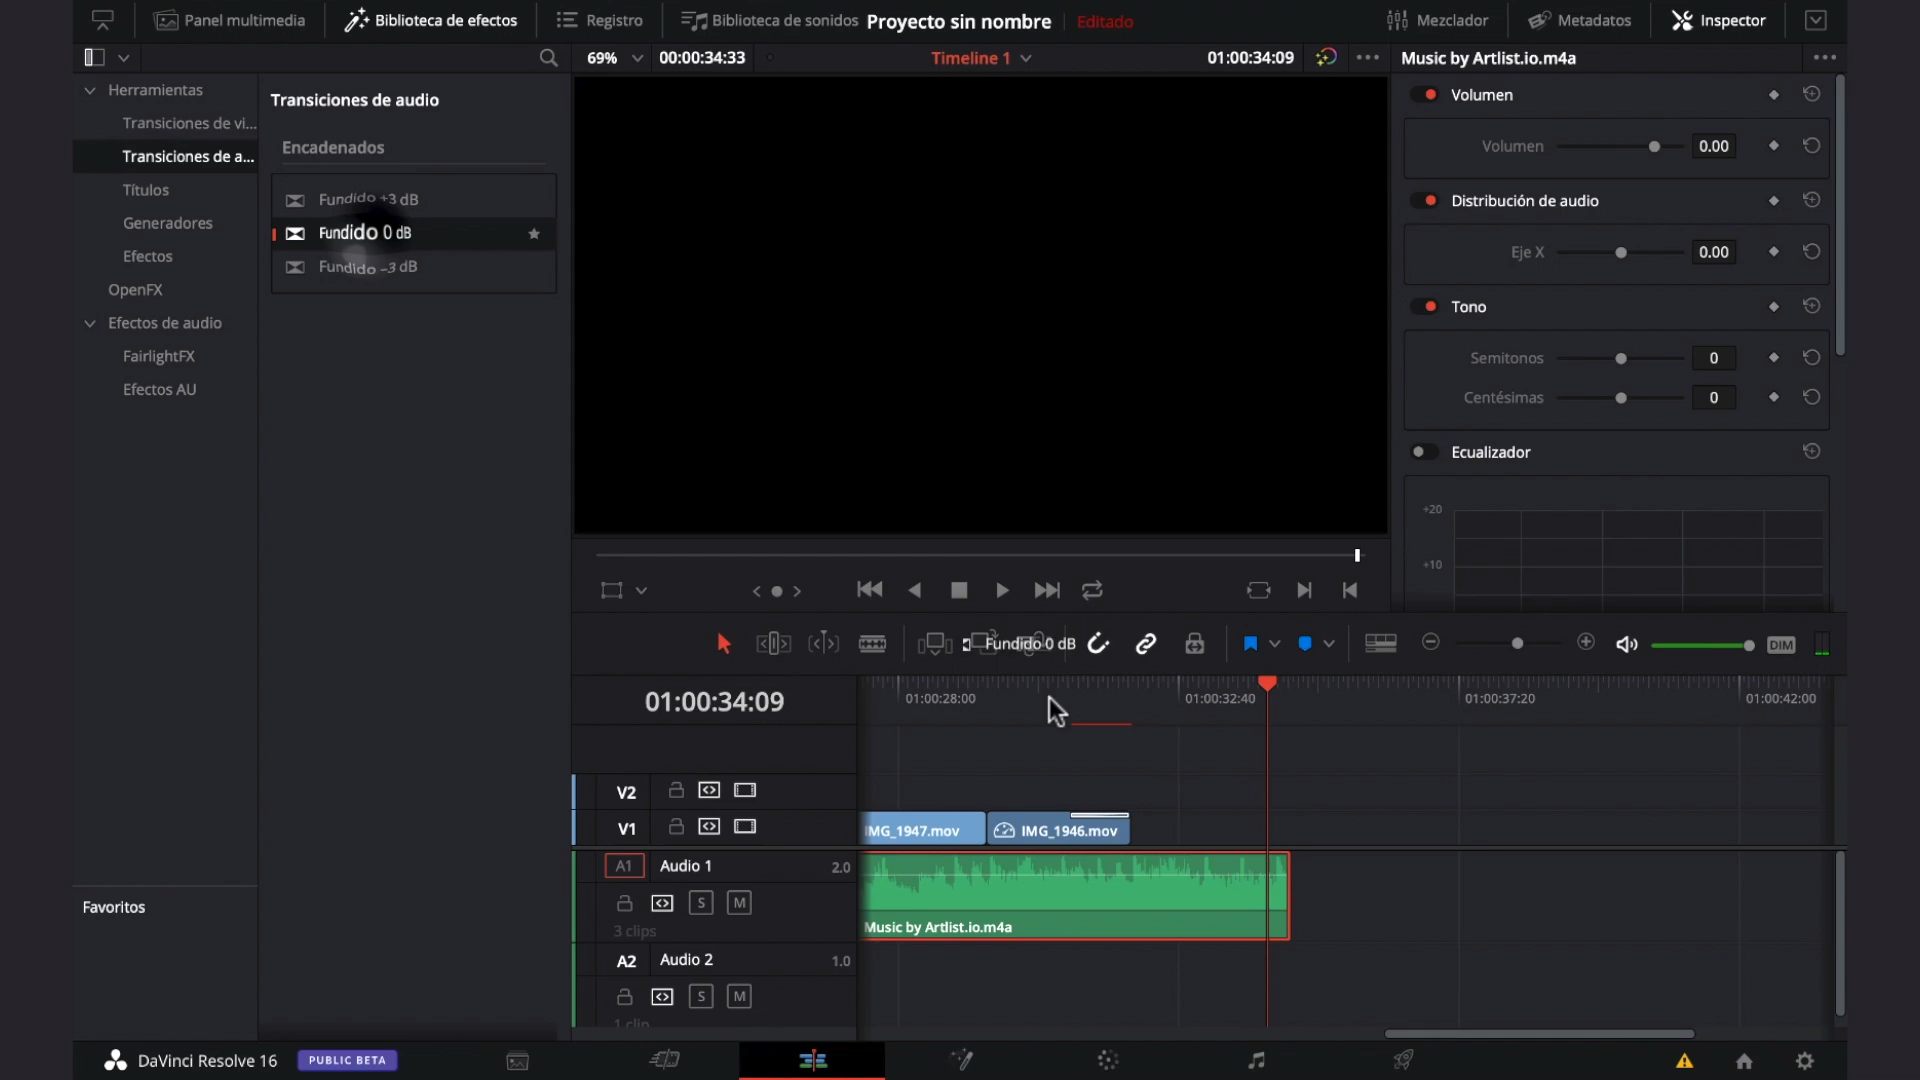 Panel multimedia
Biblioteca de efectos
Registro
Biblioteca de sonidos
Proyecto sin nombre
Editado
Mezclador
Metadatos
Inspector
69%
00:00:34:33
Timeline 1
01:00:34:09
Music by Artlist.io.m4a
Herramientas
Transiciones de vi...
Transiciones de a...
Títulos
Generadores
Efectos
OpenFX
Efectos de audio
FairlightFX
Efectos AU
Favoritos
Transiciones de audio
Encadenados
Fundido +3 dB
Fundido 0 dB
Fundido -3 dB
Volumen
Volumen 0.00
Distribución de audio
Eje X 0.00
Tono
Semitonos 0
Centésimas 0
Ecualizador
+20
+10
Fundido 0 dB
DIM
01:00:34:09
01:00:28:00
01:00:32:40
01:00:37:20
01:00:42:00
V2
V1
IMG_1947.mov
IMG_1946.mov
A1 Audio 1 2.0
S M
3 clips
Music by Artlist.io.m4a
A2 Audio 2 1.0
S M
1 clip
DaVinci Resolve 16
PUBLIC BETA